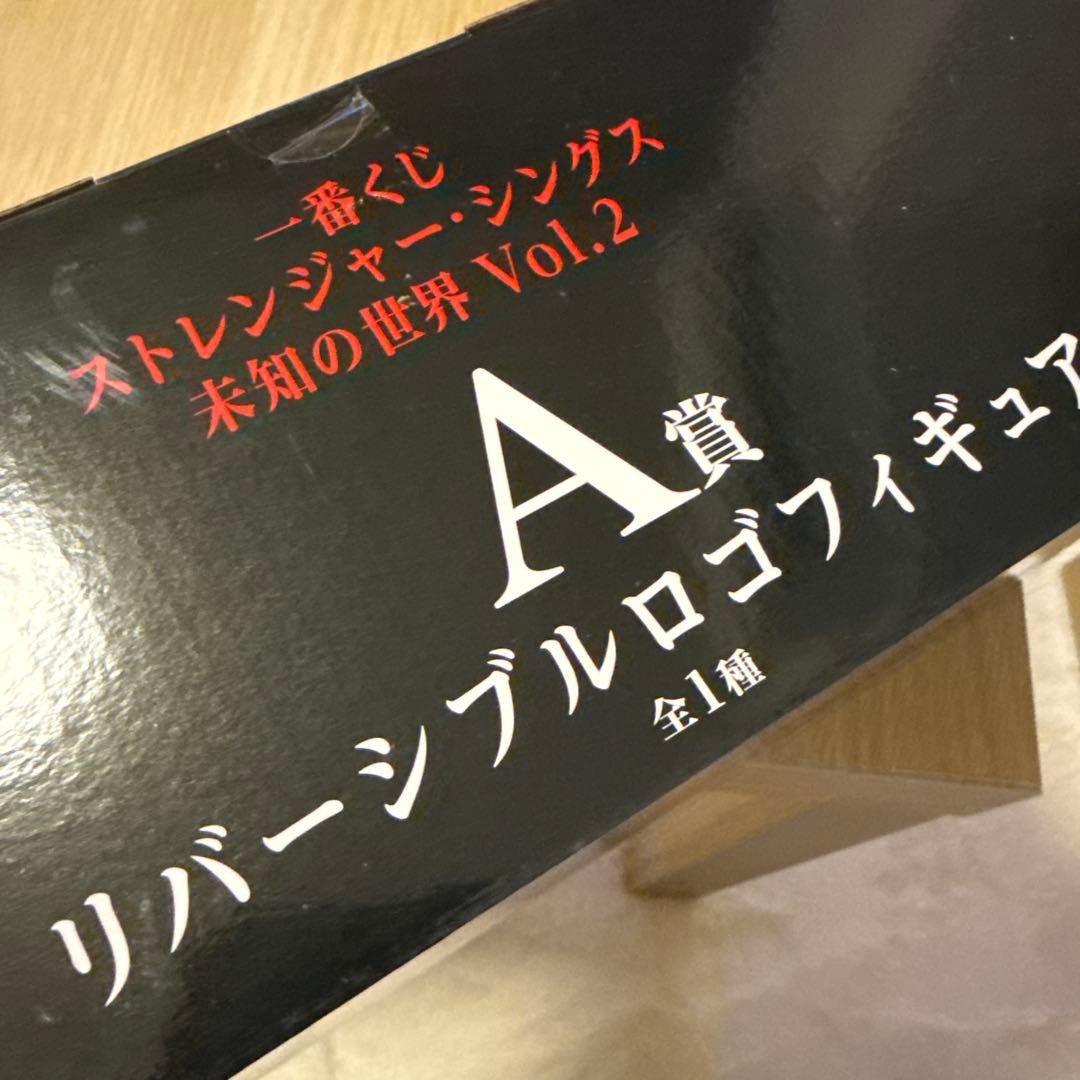 一番くじ
ストレンジャー・シングス
未知の世界 Vol.2
A賞
リバーシブルロゴフィギュア
全1種